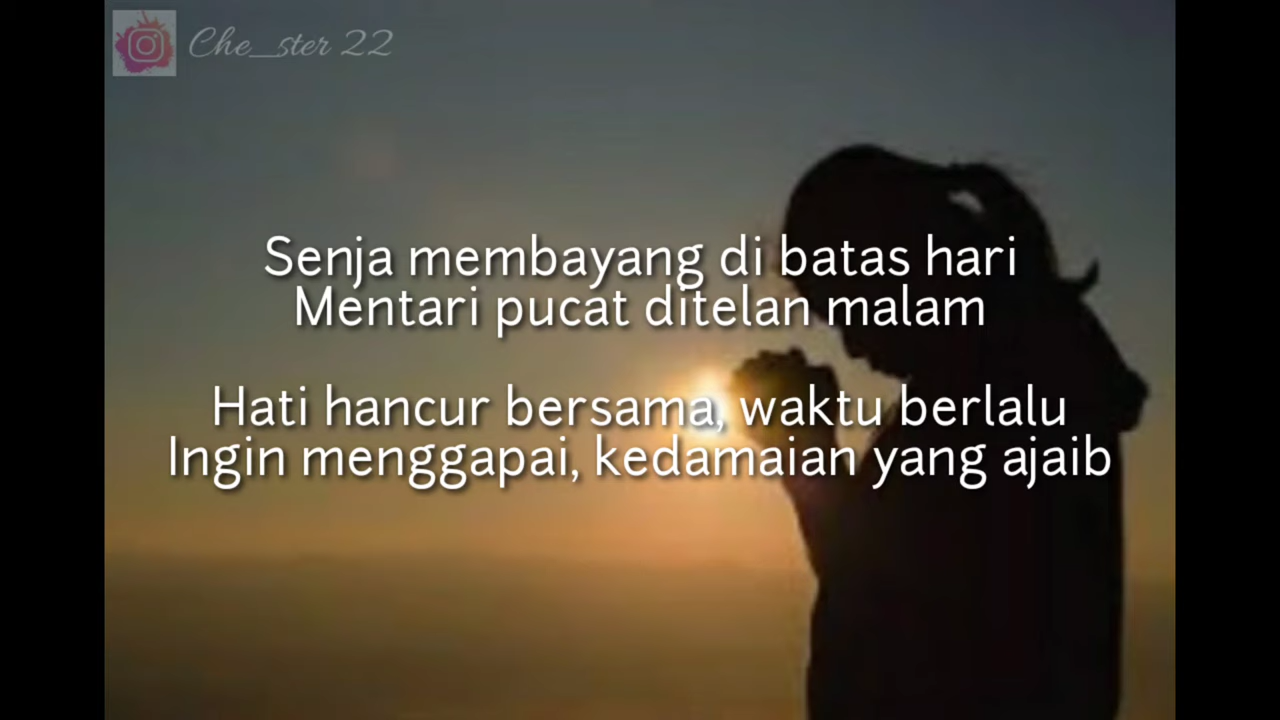 Che_ster 22
Senja membayang di batas hari
Mentari pucat ditelan malam
Hati hancur bersama, waktu berlalu
Ingin menggapai, kedamaian yang ajaib